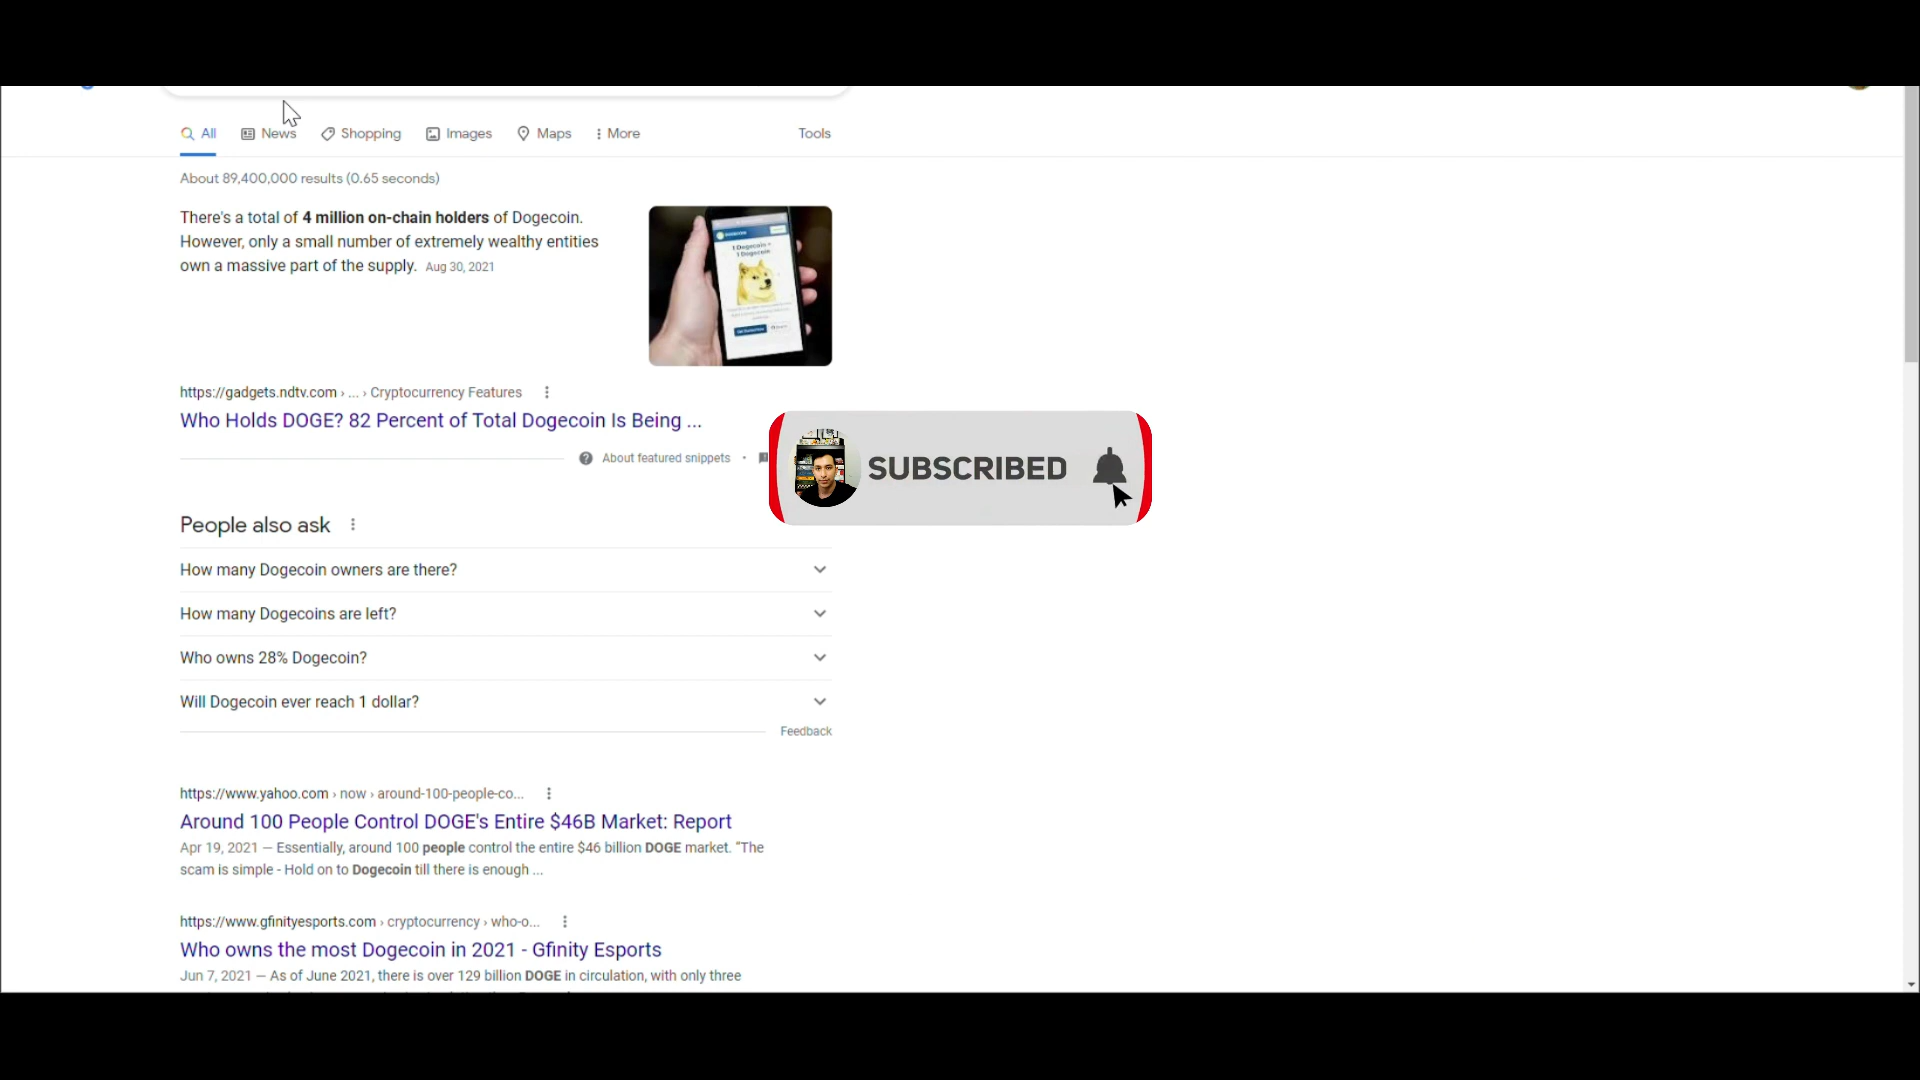 All News Shopping Images Maps More Tools
About 89,400,000 results (0.65 seconds)
There's a total of 4 million on-chain holders of Dogecoin.
However, only a small number of extremely wealthy entities
own a massive part of the supply. Aug 30, 2021
1 Dogecoin =
1 Dogecoin
https://gadgets.ndtv.com › ... › Cryptocurrency Features
Who Holds DOGE? 82 Percent of Total Dogecoin Is Being ...
About featured snippets •
SUBSCRIBED
People also ask
How many Dogecoin owners are there?
How many Dogecoins are left?
Who owns 28% Dogecoin?
Will Dogecoin ever reach 1 dollar?
Feedback
https://www.yahoo.com › now › around-100-people-co...
Around 100 People Control DOGE's Entire $46B Market: Report
Apr 19, 2021 — Essentially, around 100 people control the entire $46 billion DOGE market. “The
scam is simple - Hold on to Dogecoin till there is enough ...
https://www.gfinityesports.com › cryptocurrency › who-o...
Who owns the most Dogecoin in 2021 - Gfinity Esports
Jun 7, 2021 — As of June 2021, there is over 129 billion DOGE in circulation, with only three